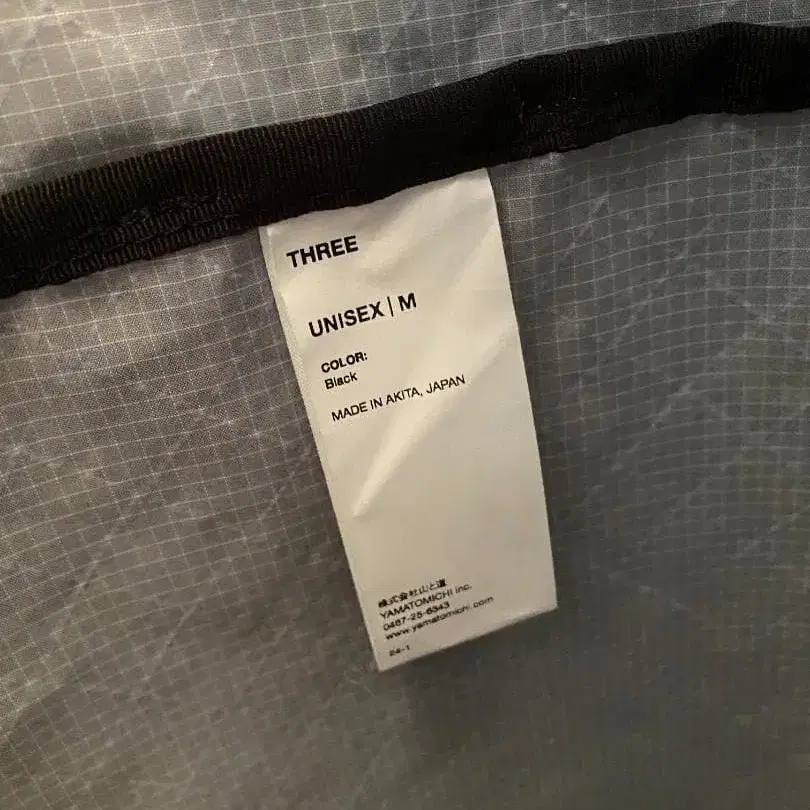 THREE
UNISEX | M
COLOR:
Black
MADE IN AKITA, JAPAN
株式会社山と道
YAMATOMICHI inc.
0467-25-6343
www.yamatomichi.com
24-1